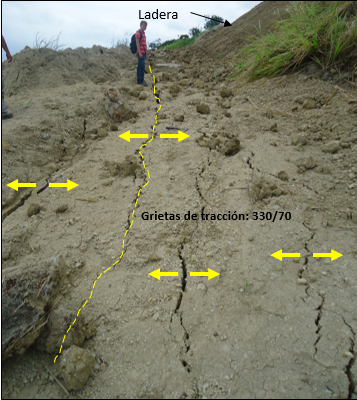 Ladera
Grietas de tracción: 330/70